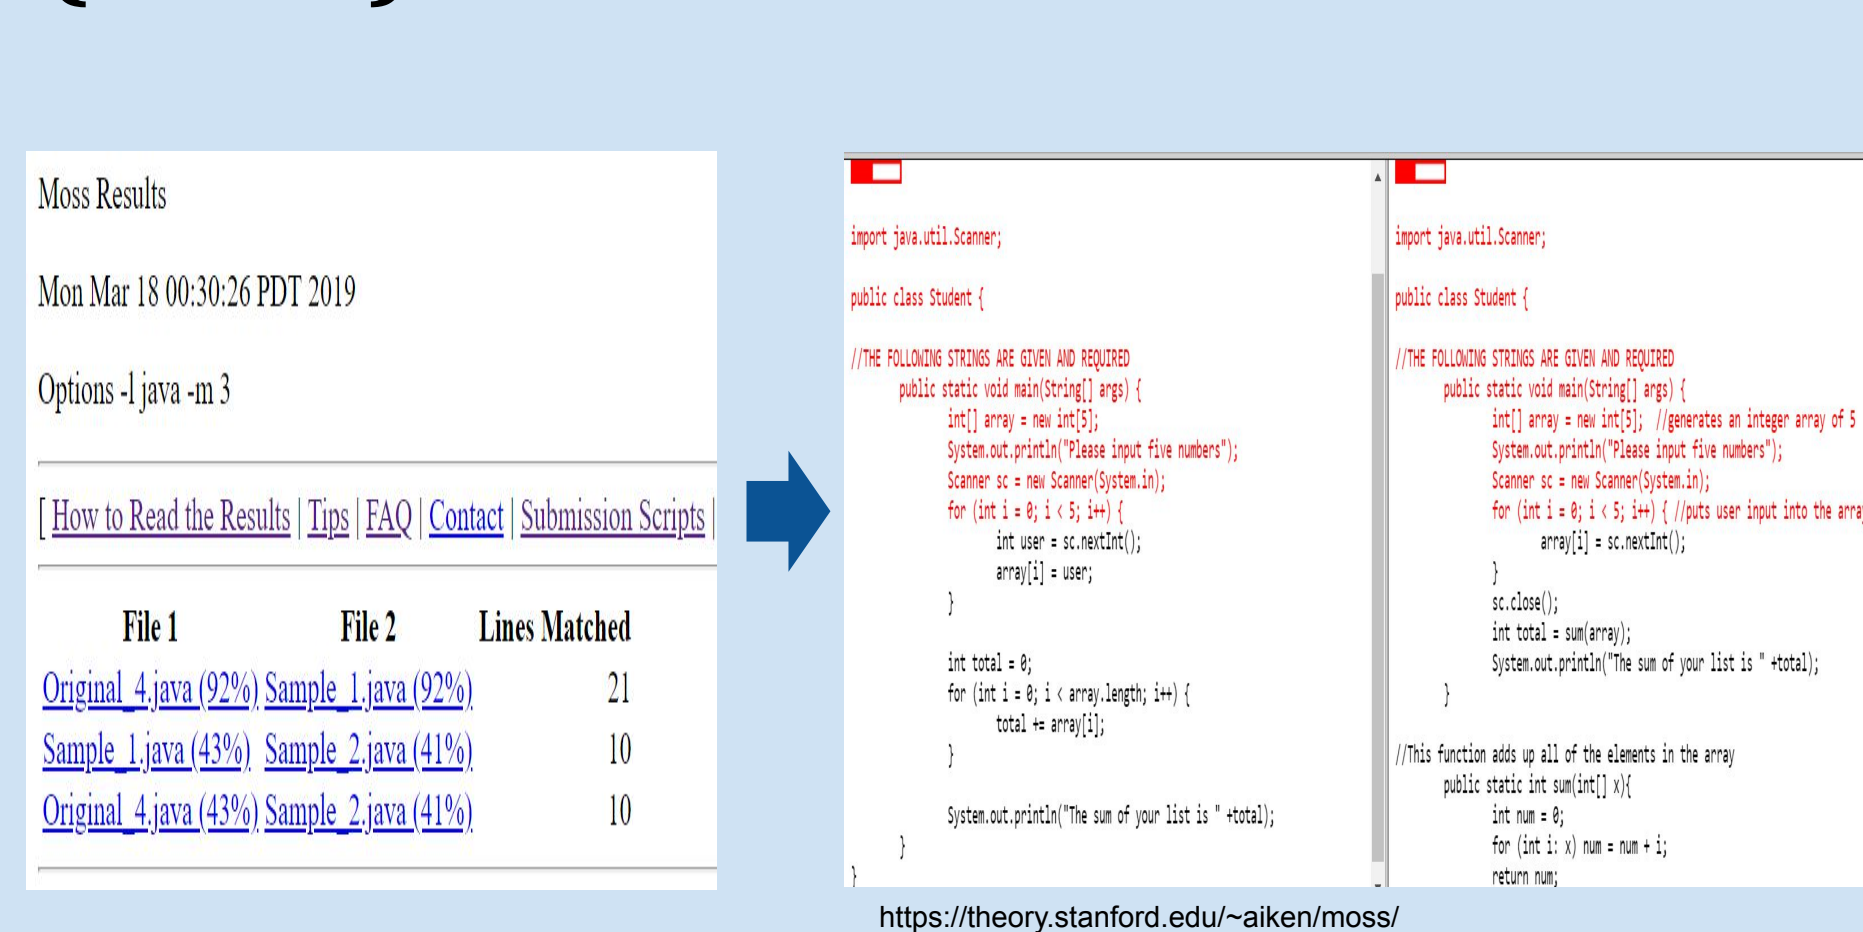 Moss Results
Mon Mar 18 00:30:26 PDT 2019
Options -l java -m 3
[ How to Read the Results | Tips | FAQ | Contact | Submission Scripts |
File 1 File 2 Lines Matched
Original_4.java (92%) Sample_1.java (92%) 21
Sample_1.java (43%) Sample_2.java (41%) 10
Original_4.java (43%) Sample_2.java (41%) 10
import java.util.Scanner;
public class Student {
//THE FOLLOWING STRINGS ARE GIVEN AND REQUIRED
public static void main(String[] args) {
int[] array = new int[5];
System.out.println("Please input five numbers");
Scanner sc = new Scanner(System.in);
for (int i = 0; i < 5; i++) {
int user = sc.nextInt();
array[i] = user;
}
int total = 0;
for (int i = 0; i < array.length; i++) {
total += array[i];
}
System.out.println("The sum of your list is " +total);
}
}
import java.util.Scanner;
public class Student {
//THE FOLLOWING STRINGS ARE GIVEN AND REQUIRED
public static void main(String[] args) {
int[] array = new int[5];  //generates an integer array of 5
System.out.println("Please input five numbers");
Scanner sc = new Scanner(System.in);
for (int i = 0; i < 5; i++) { //puts user input into the
array[i] = sc.nextInt();
}
sc.close();
int total = sum(array);
System.out.println("The sum of your list is " +total);
}
//This function adds up all of the elements in the array
public static int sum(int[] x){
int num = 0;
for (int i: x) num = num + i;
return num;
https://theory.stanford.edu/~aiken/moss/